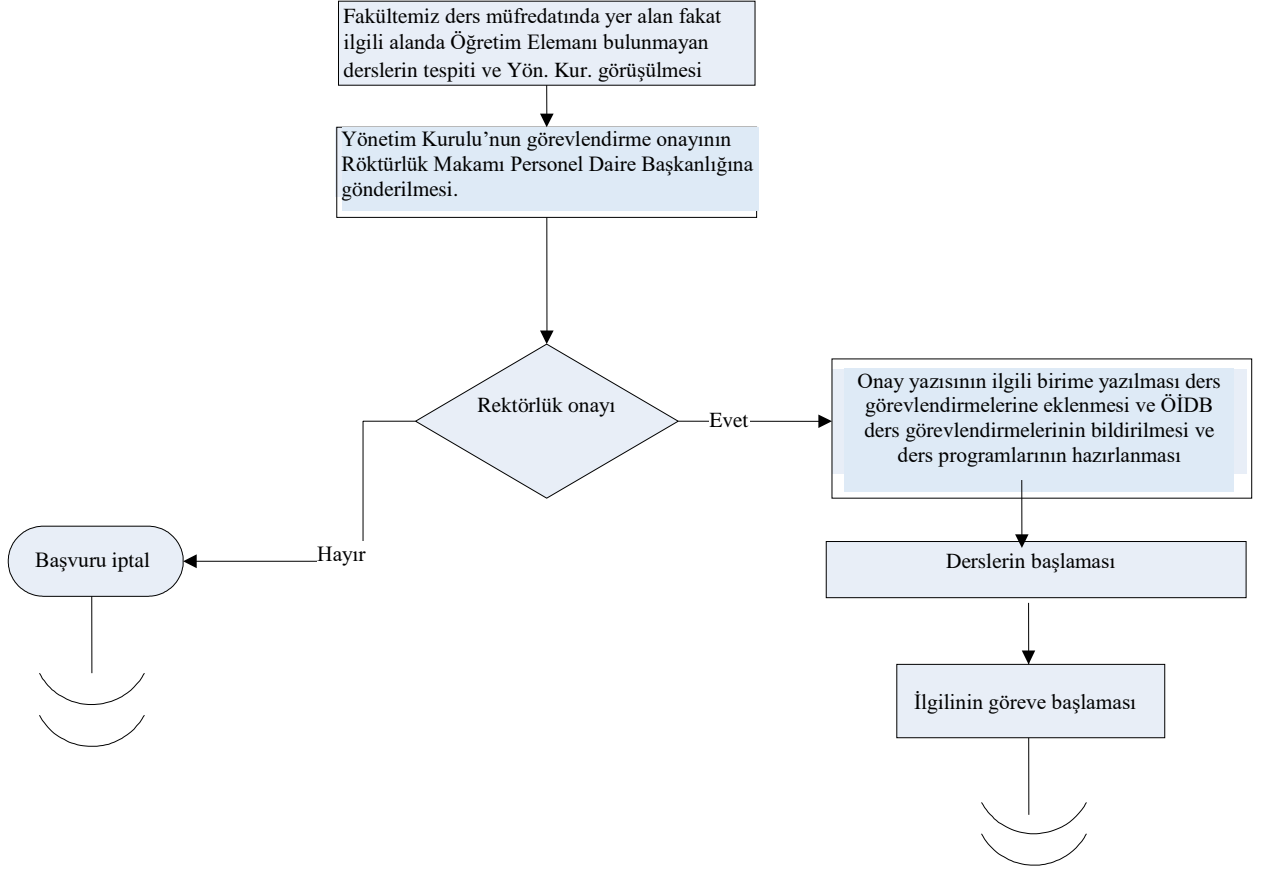 Fakültemiz ders müfredatında yer alan fakat
ilgili alanda Öğretim Elemanı bulunmayan
derslerin tespiti ve Yön. Kur. görüşülmesi
Yönetim Kurulu’nun görevlendirme onayının
Röktürlük Makamı Personel Daire Başkanlığına
gönderilmesi.
Rektörlük onayı
Evet
Onay yazısının ilgili birime yazılması ders
görevlendirmelerine eklenmesi ve ÖİDB
ders görevlendirmelerinin bildirilmesi ve
ders programlarının hazırlanması
Hayır
Başvuru iptal
Derslerin başlaması
İlgilinin göreve başlaması